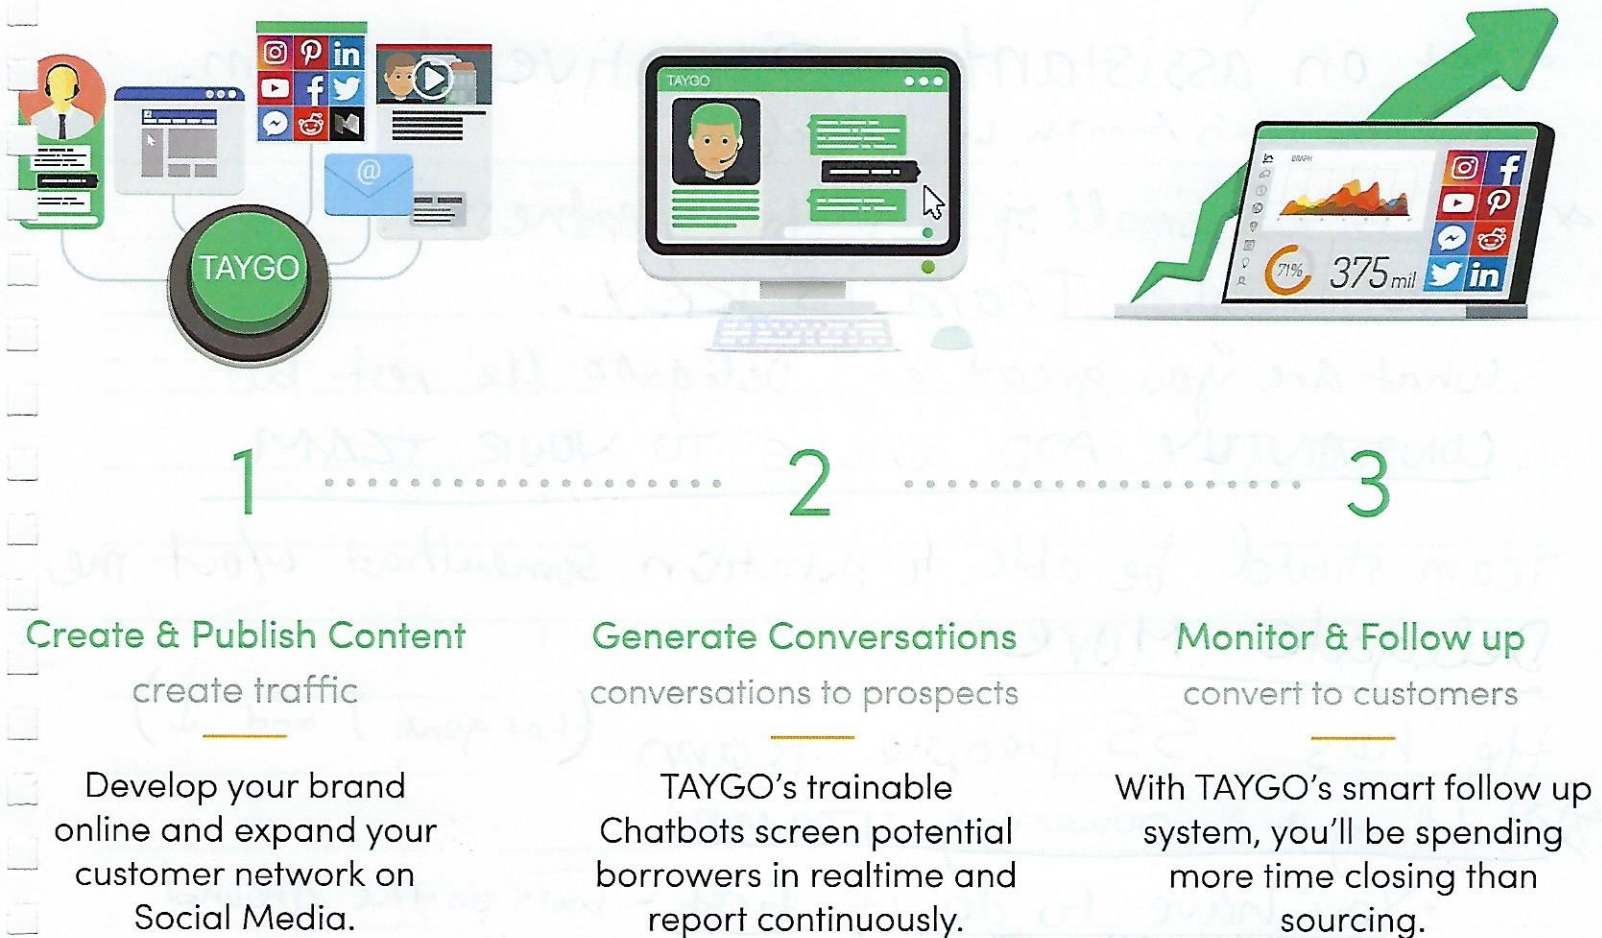 TAYGO
@
TAYGO
GRAPH
71%
375 mil
1
2
3
Create & Publish Content
create traffic
Develop your brand
online and expand your
customer network on
Social Media.
Generate Conversations
conversations to prospects
TAYGO's trainable
Chatbots screen potential
borrowers in realtime and
report continuously.
Monitor & Follow up
convert to customers
With TAYGO's smart follow up
system, you'll be spending
more time closing than
sourcing.